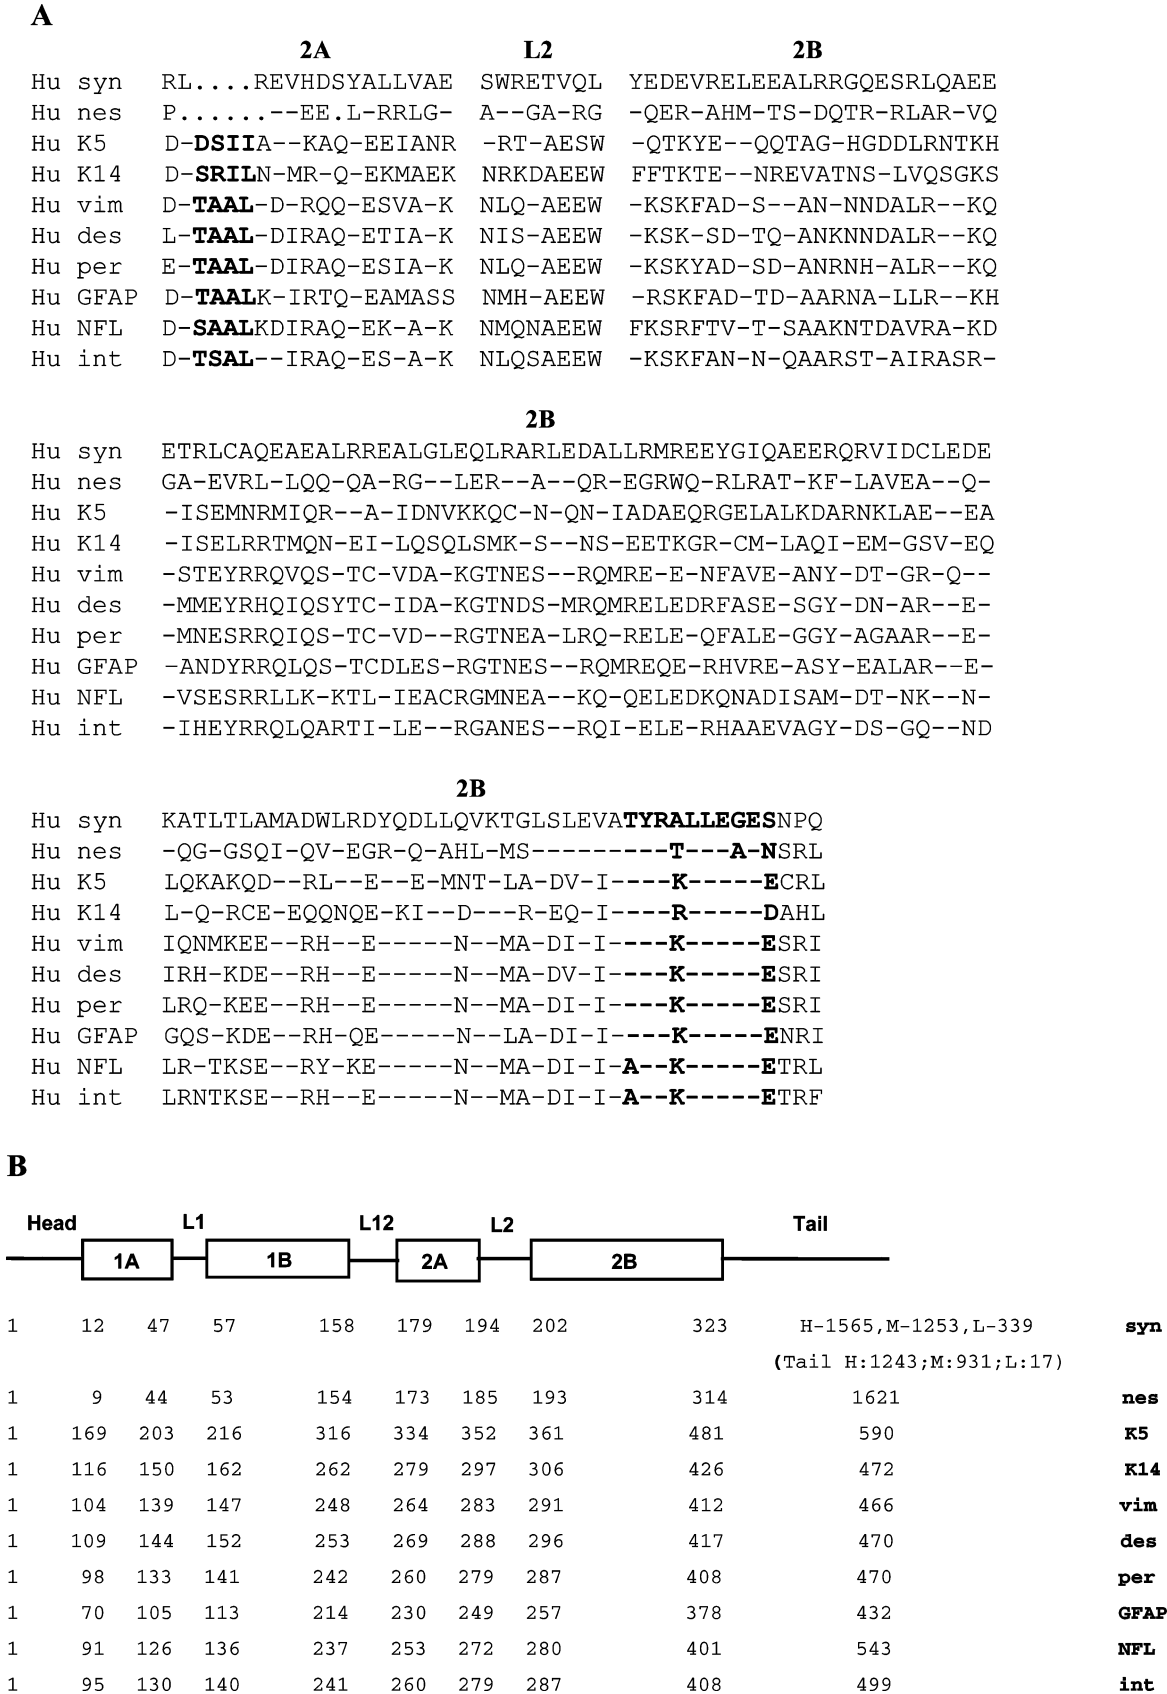 A
2A L2 2B
Hu syn RL....REVHDSYALLVAE SWRETVQL YEDEVRELEEALRRGQESRLQAEE
Hu nes P......--EE.L-RRLG- A--GA-RG -QER-AHM-TS-DQTR-RLAR-VQ
Hu K5 D-DSIIA--KAQ-EEIANR -RT-AESW -QTKYE--QQTAG-HGDDLRNTKH
Hu K14 D-SRILN-MR-Q-EKMAEK NRKDAEEW FFTKTE--NREVATNS-LVQSGKS
Hu vim D-TAAL-D-RQQ-ESVA-K NLQ-AEEW -KSKFAD-S--AN-NNDALR--KQ
Hu des L-TAAL-DIRAQ-ETIA-K NIS-AEEW -KSK-SD-TQ-ANKNNDALR--KQ
Hu per E-TAAL-DIRAQ-ESIA-K NLQ-AEEW -KSKYAD-SD-ANRNH-ALR--KQ
Hu GFAP D-TAALK-IRTQ-EAMASS NMH-AEEW -RSKFAD-TD-AARNA-LLR--KH
Hu NFL D-SAALKDIRAQ-EK-A-K NMQNAEEW FKSRFTV-T-SAAKNTDAVRA-KD
Hu int D-TSAL--IRAQ-ES-A-K NLQSAEEW -KSKFAN-N-QAARST-AIRASR-
2B
Hu syn ETRLCAQEAEALRREALGLEQLRARLEDALLRMREEYGIQAEERQRVIDCLEDE
Hu nes GA-EVRL-LQQ-QA-RG--LER--A--QR-EGRWQ-RLRAT-KF-LAVEA--Q-
Hu K5 -ISEMNRMIQR--A-IDNVKKQC-N-QN-IADAEQRGELALKDARNKLAE--EA
Hu K14 -ISELRRTMQN-EI-LQSQLSMK-S--NS-EETKGR-CM-LAQI-EM-GSV-EQ
Hu vim -STEYRRQVQS-TC-VDA-KGTNES--RQMRE-E-NFAVE-ANY-DT-GR-Q--
Hu des -MMEYRHQIQSYTC-IDA-KGTNDS-MRQMRELEDRFASE-SGY-DN-AR--E-
Hu per -MNESRRQIQS-TC-VD--RGTNEA-LRQ-RELE-QFALE-GGY-AGAAR--E-
Hu GFAP -ANDYRRQLQS-TCDLES-RGTNES--RQMREQE-RHVRE-ASY-EALAR--E-
Hu NFL -VSESRRLLK-KTL-IEACRGMNEA--KQ-QELEDKQNADISAM-DT-NK--N-
Hu int -IHEYRRQLQARTI-LE--RGANES--RQI-ELE-RHAAEVAGY-DS-GQ--ND
2B
Hu syn KATLTLAMADWLRDYQDLLQVKTGLSLEVATYRALLEGESNPQ
Hu nes -QG-GSQI-QV-EGR-Q-AHL-MS---------T---A-NSRL
Hu K5 LQKAKQD--RL--E--E-MNT-LA-DV-I----K-----ECRL
Hu K14 L-Q-RCE-EQQNQE-KI--D---R-EQ-I----R-----DAHL
Hu vim IQNMKEE--RH--E-----N--MA-DI-I----K-----ESRI
Hu des IRH-KDE--RH--E-----N--MA-DV-I----K-----ESRI
Hu per LRQ-KEE--RH--E-----N--MA-DI-I----K-----ESRI
Hu GFAP GQS-KDE--RH-QE-----N--LA-DI-I----K-----ENRI
Hu NFL LR-TKSE--RY-KE-----N--MA-DI-I-A--K-----ETRL
Hu int LRNTKSE--RH--E-----N--MA-DI-I-A--K-----ETRF
B
Head L1 L12 L2 Tail
1A 1B 2A 2B
1 12 47 57 158 179 194 202 323 H-1565,M-1253,L-339 syn
(Tail H:1243;M:931;L:17)
1 9 44 53 154 173 185 193 314 1621 nes
1 169 203 216 316 334 352 361 481 590 K5
1 116 150 162 262 279 297 306 426 472 K14
1 104 139 147 248 264 283 291 412 466 vim
1 109 144 152 253 269 288 296 417 470 des
1 98 133 141 242 260 279 287 408 470 per
1 70 105 113 214 230 249 257 378 432 GFAP
1 91 126 136 237 253 272 280 401 543 NFL
1 95 130 140 241 260 279 287 408 499 int